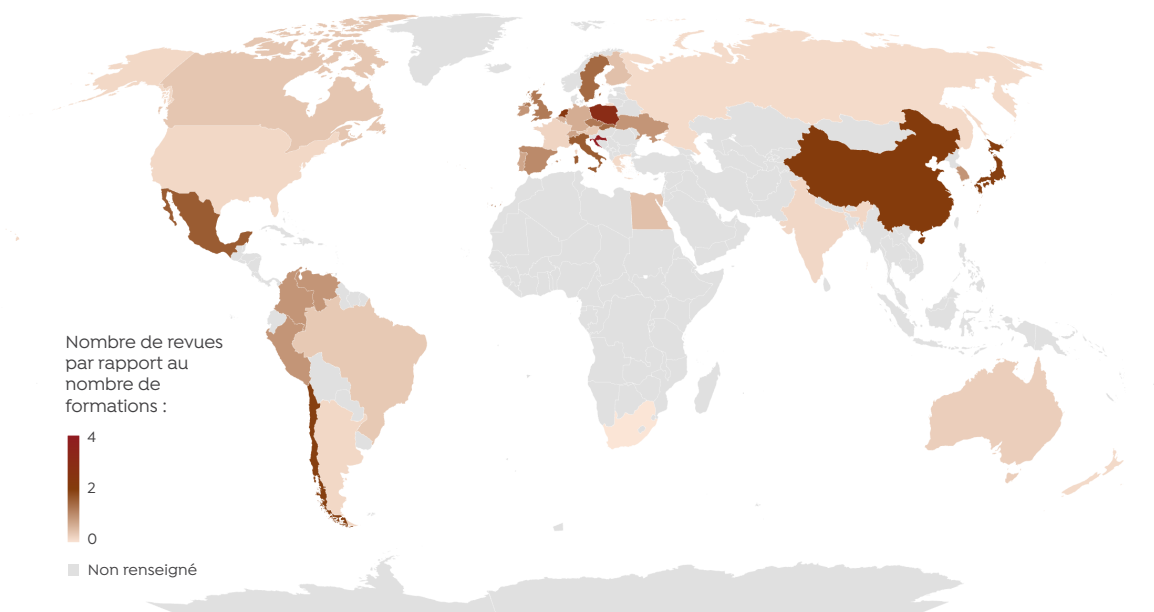 Nombre de revues
par rapport au
nombre de
formations :
4
2
0
Non renseigné